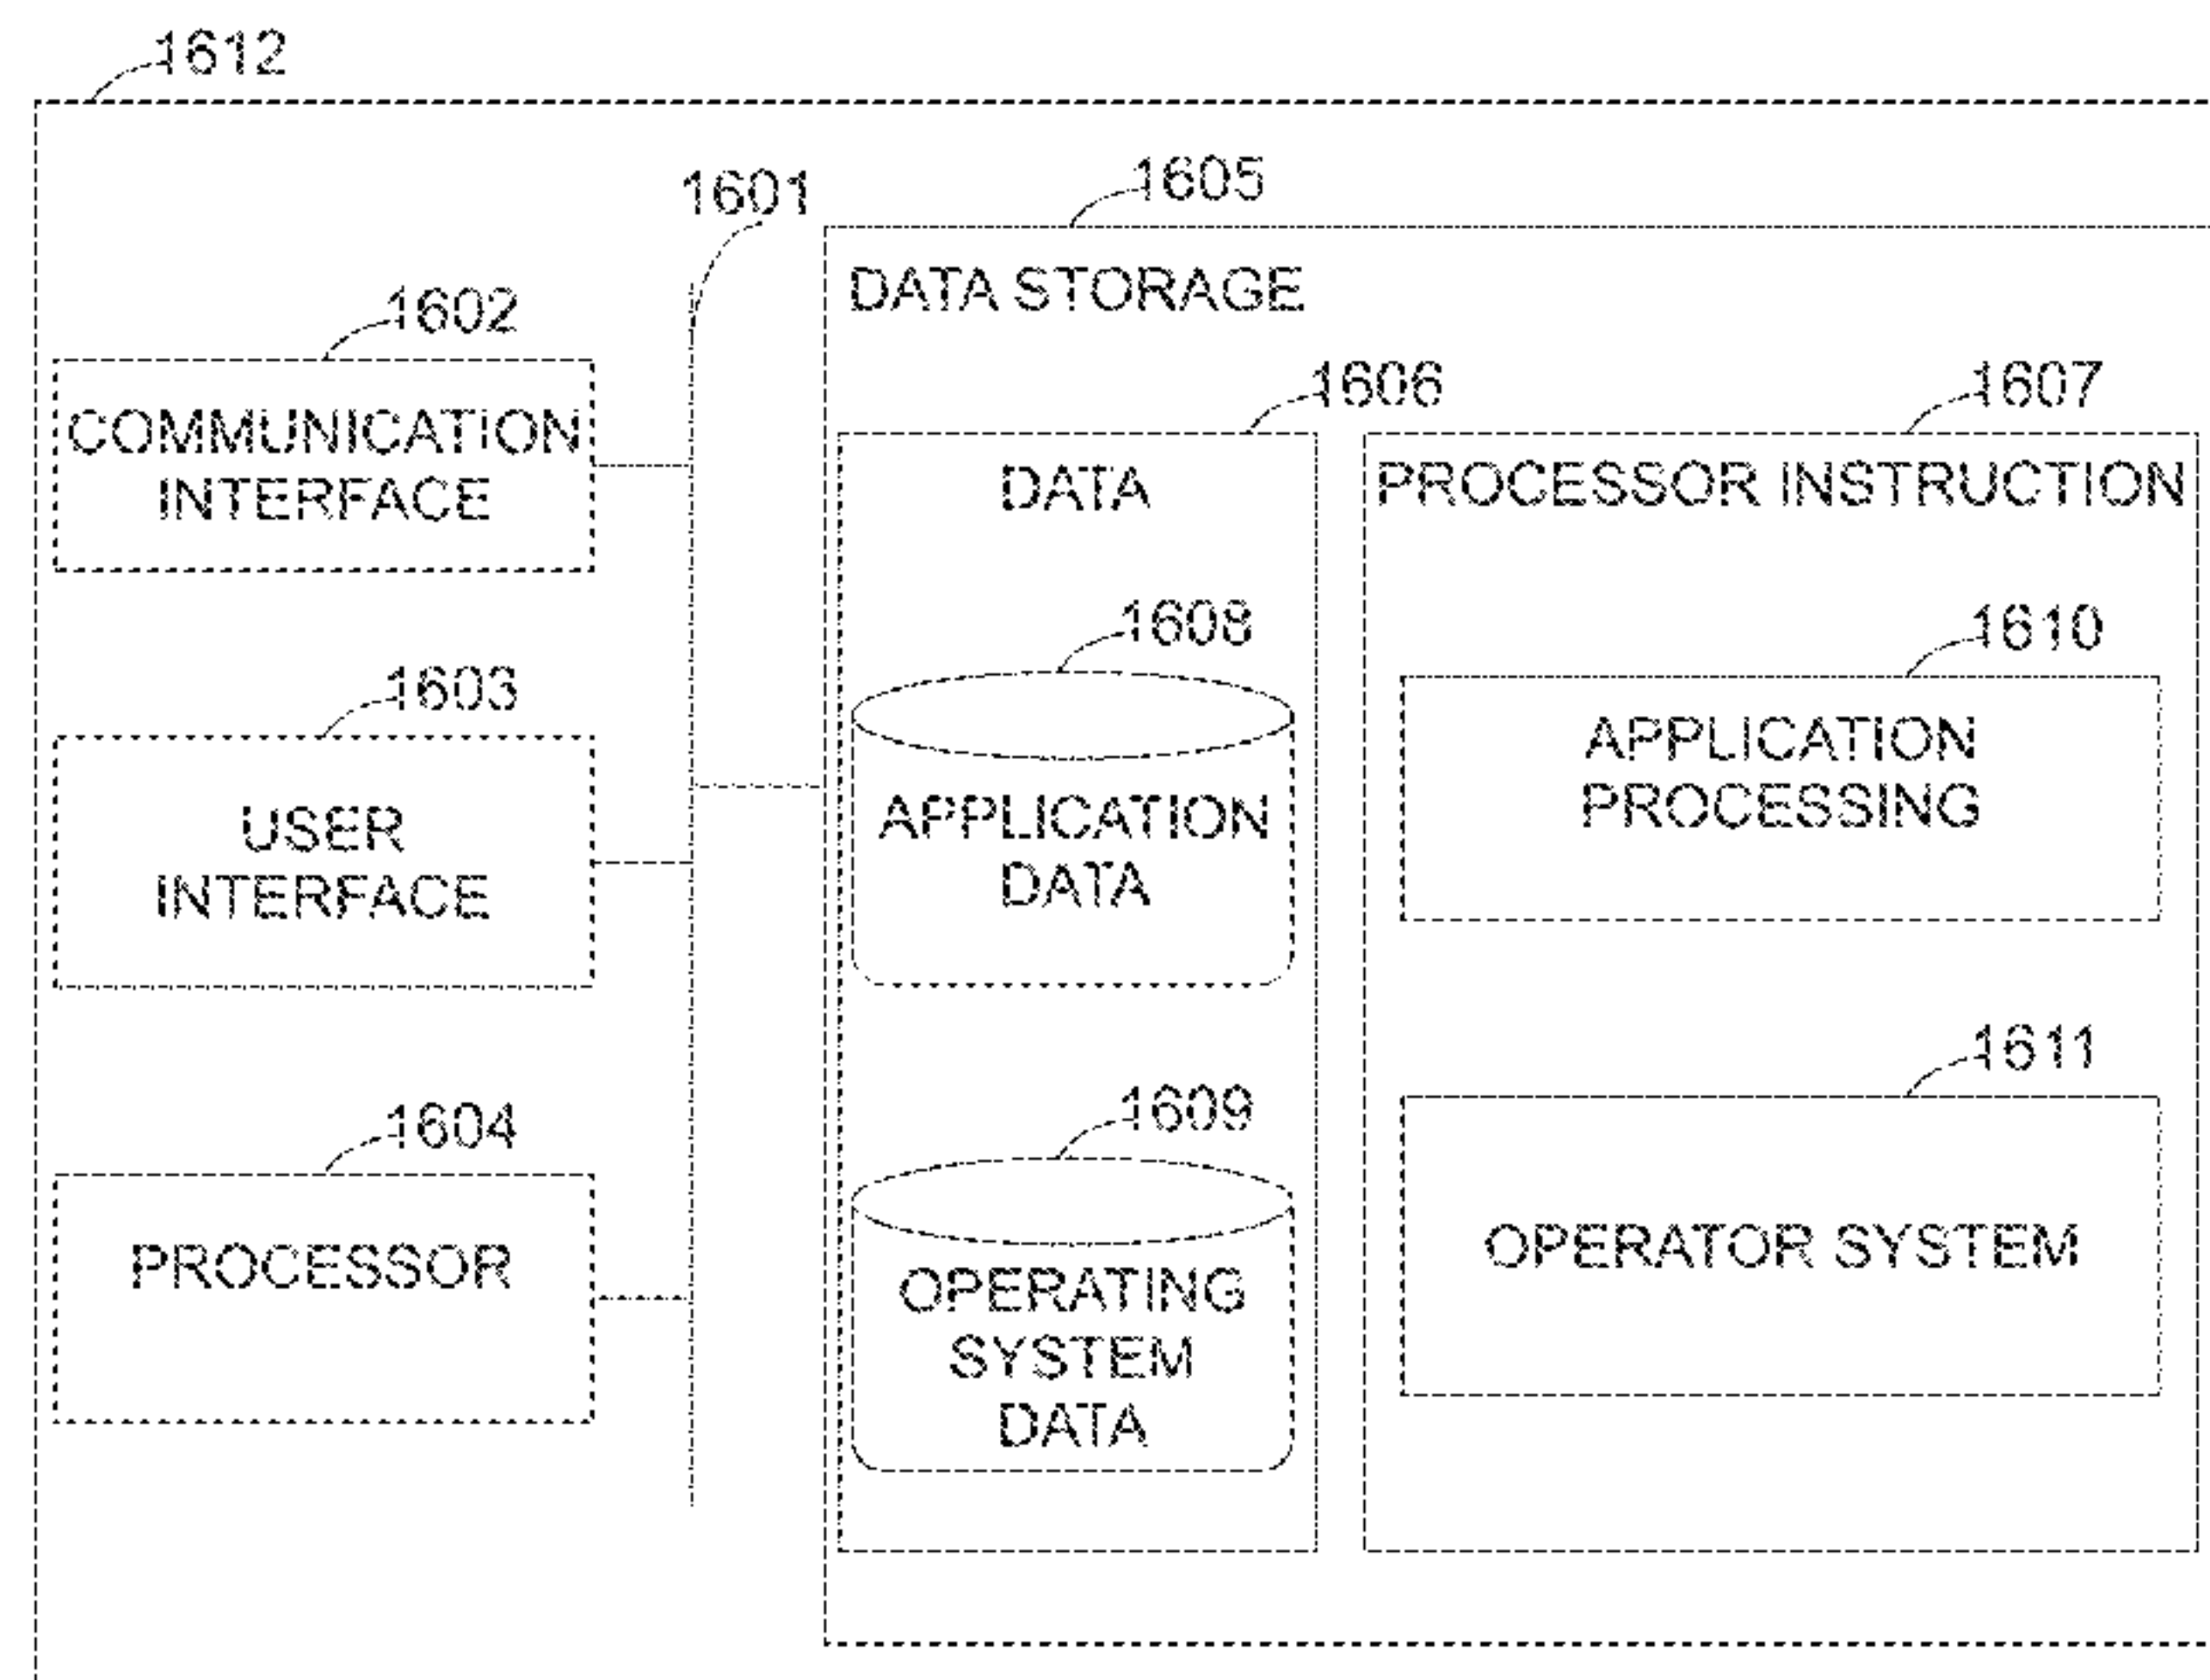 1612
1601
1605
DATA STORAGE
1602
COMMUNICATION
INTERFACE
1606
DATA
1607
PROCESSOR INSTRUCTION
1603
USER
INTERFACE
1608
APPLICATION
DATA
1610
APPLICATION
PROCESSING
1604
PROCESSOR
1609
OPERATING
SYSTEM
DATA
1611
OPERATOR SYSTEM